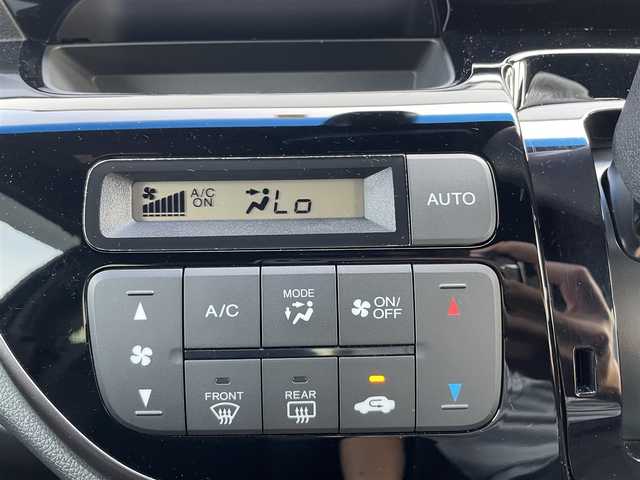 A/C
ON
Lo
AUTO
A/C
MODE
ON/
OFF
FRONT
REAR